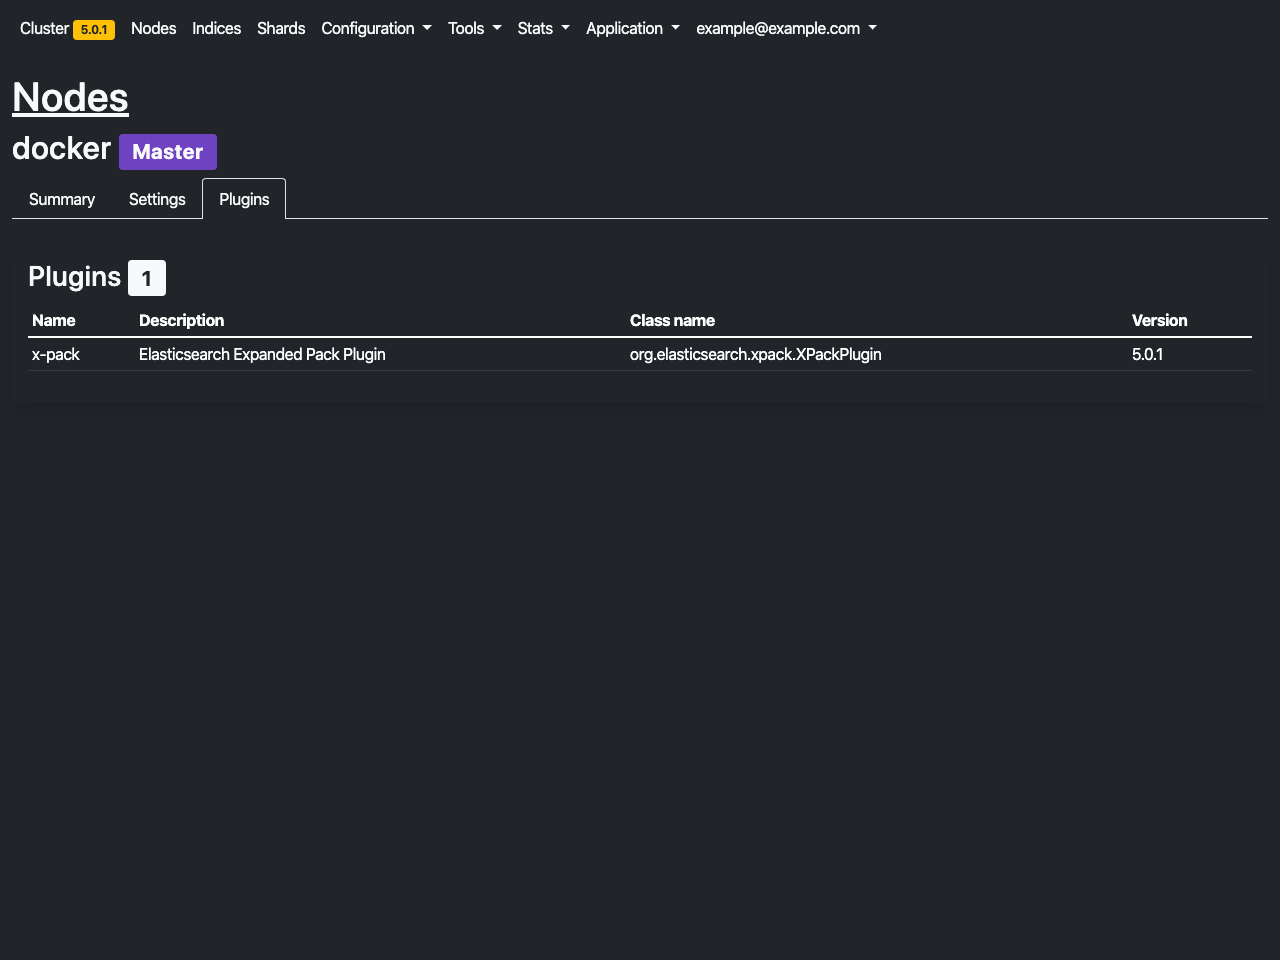 Cluster 5.0.1 Nodes Indices Shards Configuration Tools Stats Application example@example.com
Nodes
docker Master
Summary Settings Plugins
Plugins 1
Name Description Class name Version
x-pack Elasticsearch Expanded Pack Plugin org.elasticsearch.xpack.XPackPlugin 5.0.1